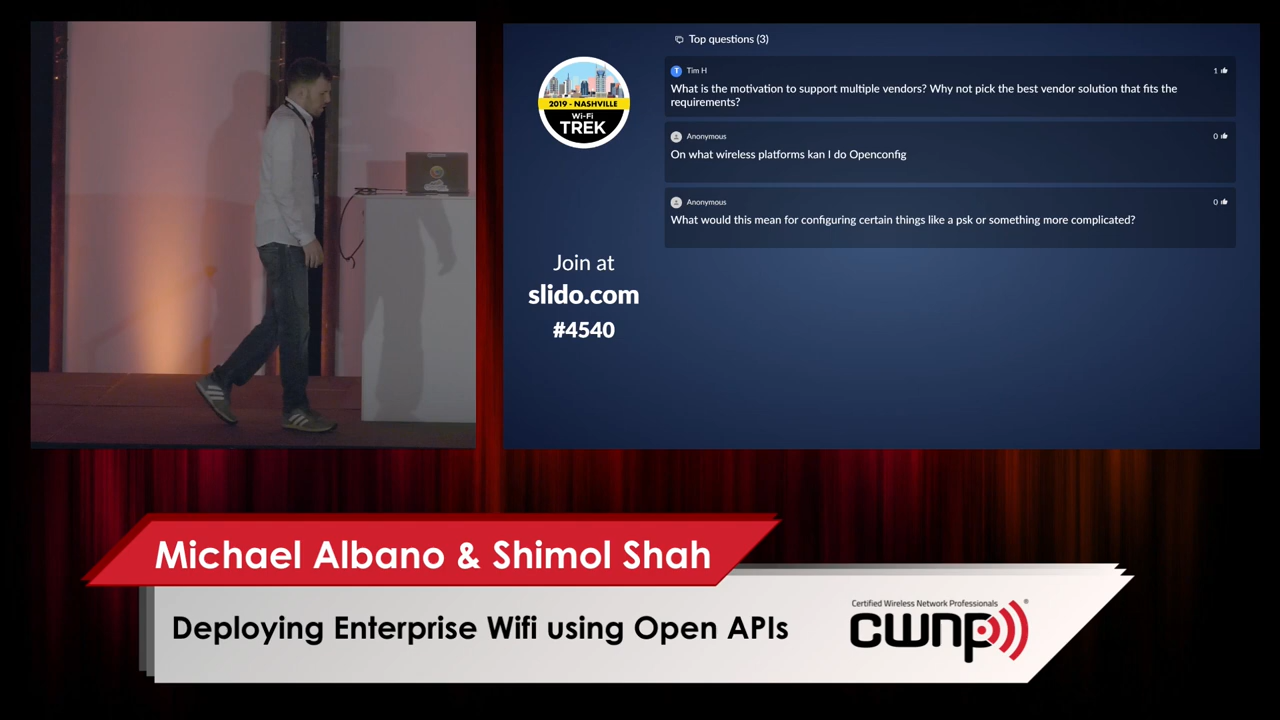 Top questions (3)
T
Tim H
1
What is the motivation to support multiple vendors? Why not pick the best vendor solution that fits the
requirements?
Anonymous
0
On what wireless platforms kan I do Openconfig
Anonymous
0
What would this mean for configuring certain things like a psk or something more complicated?
2019 - NASHVILLE
Wi-Fi
TREK
Join at
slido.com
#4540
Michael Albano & Shimol Shah
Deploying Enterprise Wifi using Open APIs
Certified Wireless Network Professionals
cwnp
®